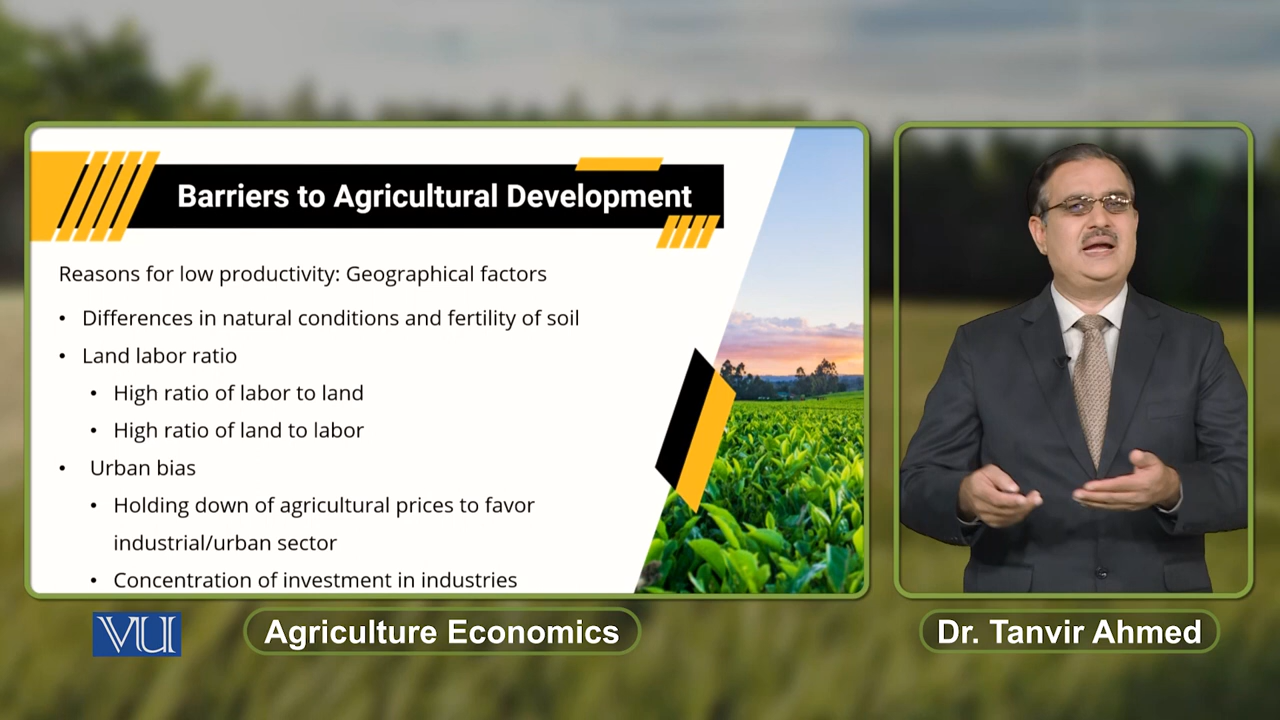 Barriers to Agricultural Development
Reasons for low productivity: Geographical factors
• Differences in natural conditions and fertility of soil
• Land labor ratio
• High ratio of labor to land
• High ratio of land to labor
• Urban bias
• Holding down of agricultural prices to favor
industrial/urban sector
• Concentration of investment in industries
VU
Agriculture Economics
Dr. Tanvir Ahmed